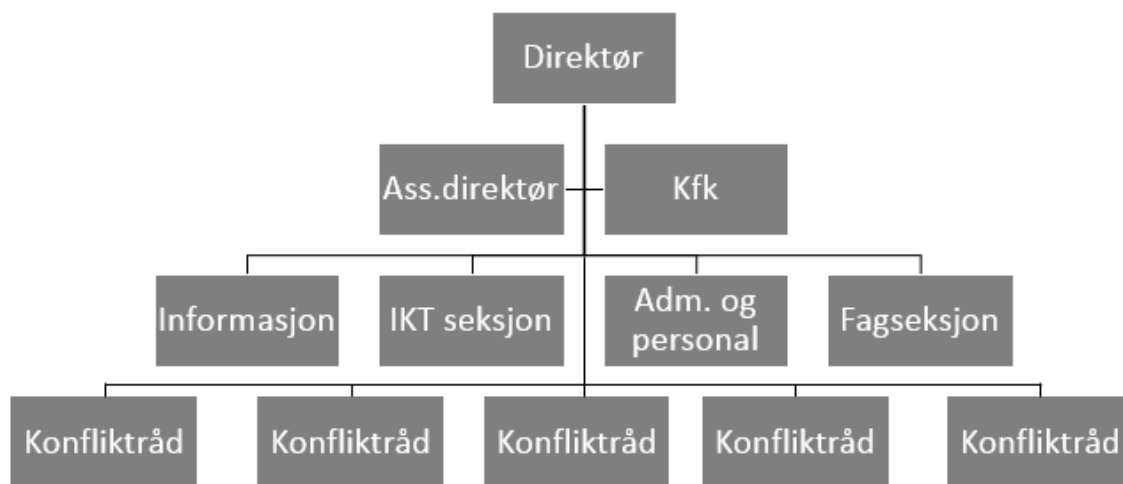 Direktør
Ass.direktør
Kfk
Informasjon
IKT seksjon
Adm. og
personal
Fagseksjon
Konfliktråd
Konfliktråd
Konfliktråd
Konfliktråd
Konfliktråd